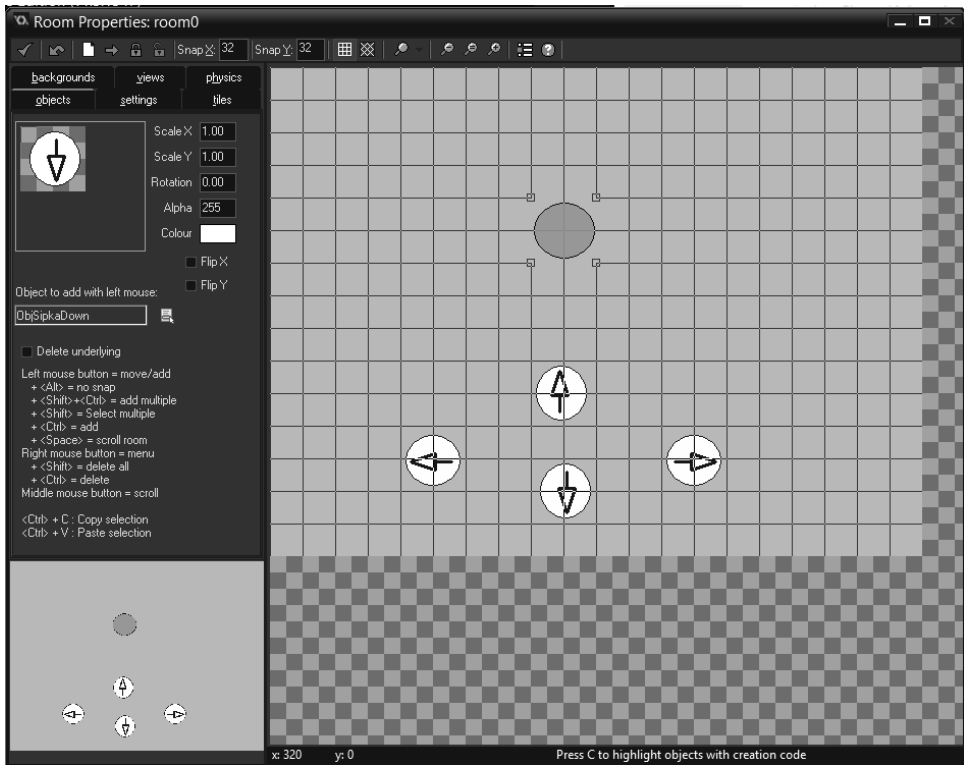 Room Properties: room0
Snap X: 32 Snap Y: 32
backgrounds views physics
objects settings tiles
Scale X 1.00
Scale Y 1.00
Rotation 0.00
Alpha 255
Colour
Flip X
Flip Y
Object to add with left mouse:
ObjSipkaDown
Delete underlying
Left mouse button = move/add
+ <Alt> = no snap
+ <Shift>+<Ctrl> = add multiple
+ <Shift> = Select multiple
+ <Ctrl> = add
+ <Space> = scroll room
Right mouse button = menu
+ <Shift> = delete all
+ <Ctrl> = delete
Middle mouse button = scroll
<Ctrl> + C : Copy selection
<Ctrl> + V : Paste selection
x: 320 y: 0 Press C to highlight objects with creation code